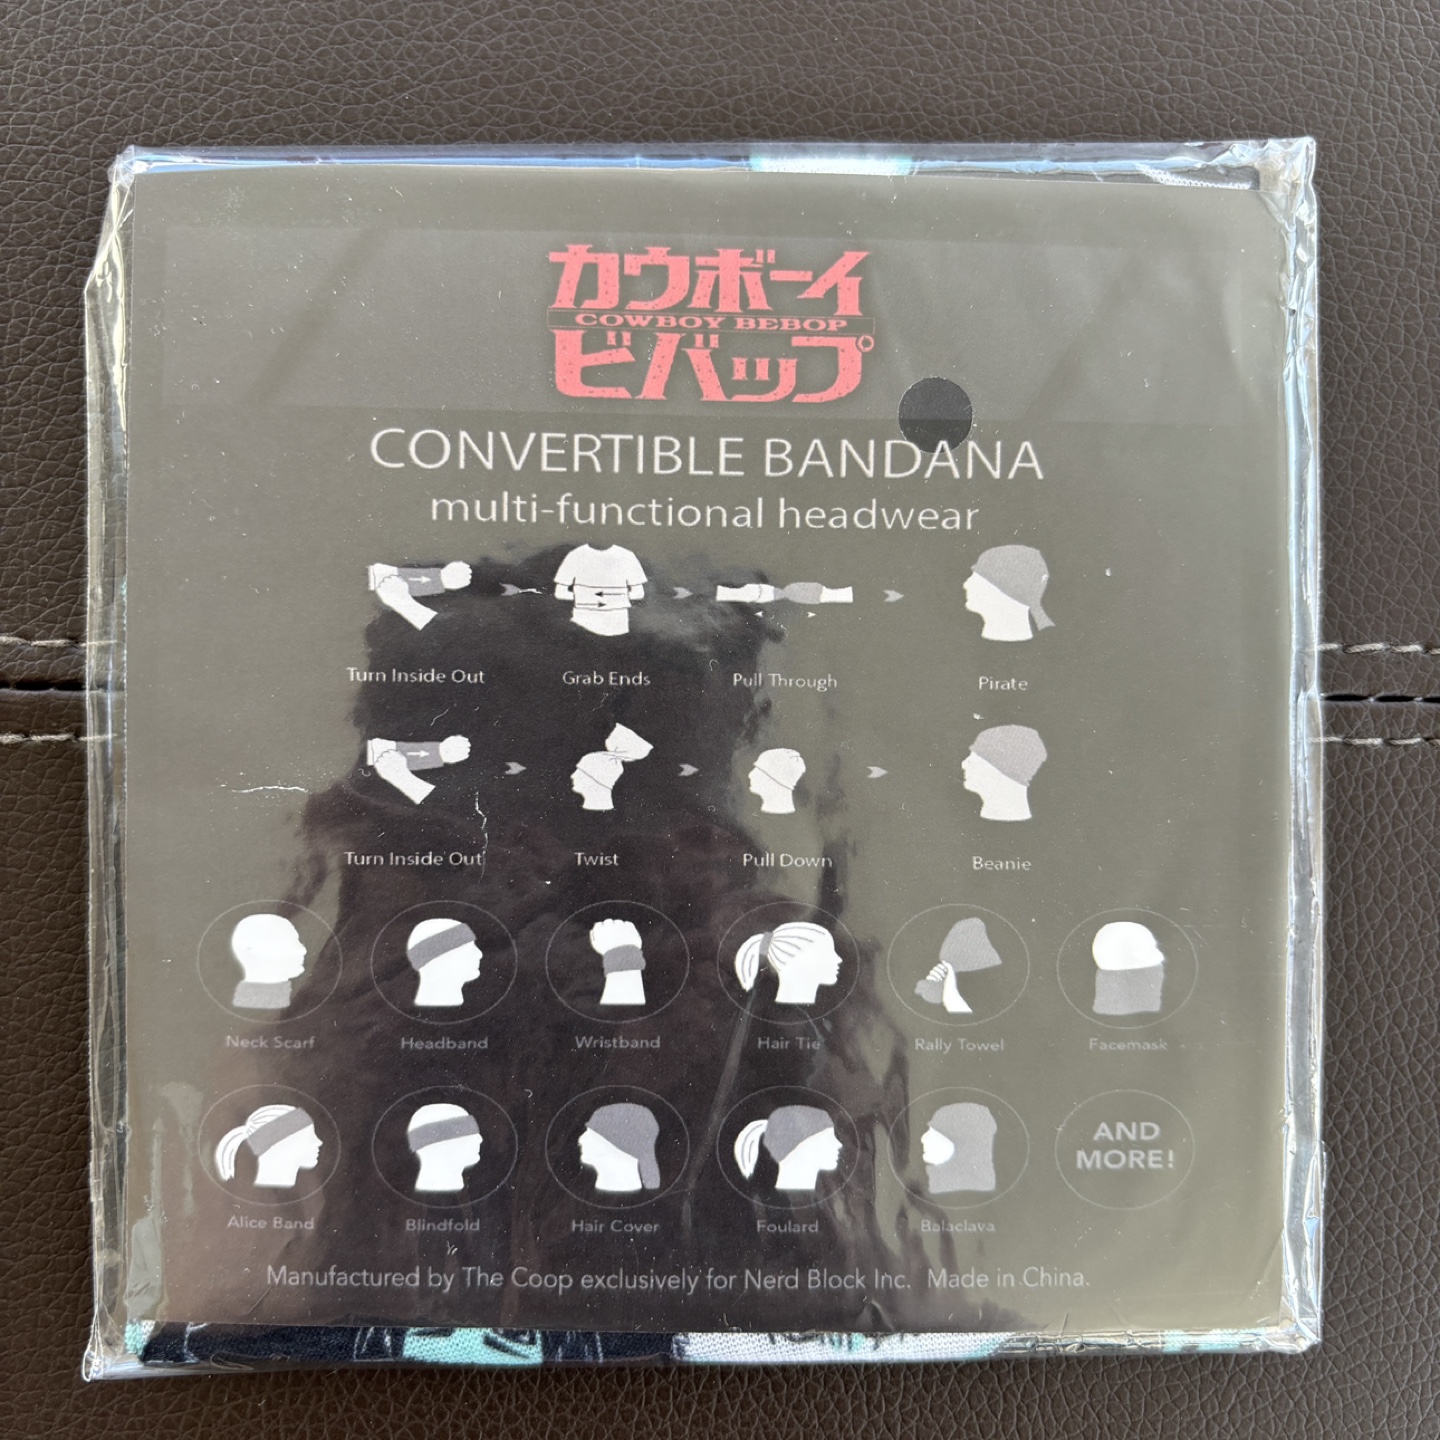 カウボーイ
COWBOY BEBOP
ビバップ
CONVERTIBLE BANDANA
multi-functional headwear
Turn Inside Out Grab Ends Pull Through Pirate
Turn Inside Out Twist Pull Down Beanie
Neck Scarf Headband Wristband Hair Tie Rally Towel Facemask
Alice Band Blindfold Hair Cover Foulard Balaclava AND
MORE!
Manufactured by The Coop exclusively for Nerd Block Inc. Made in China.